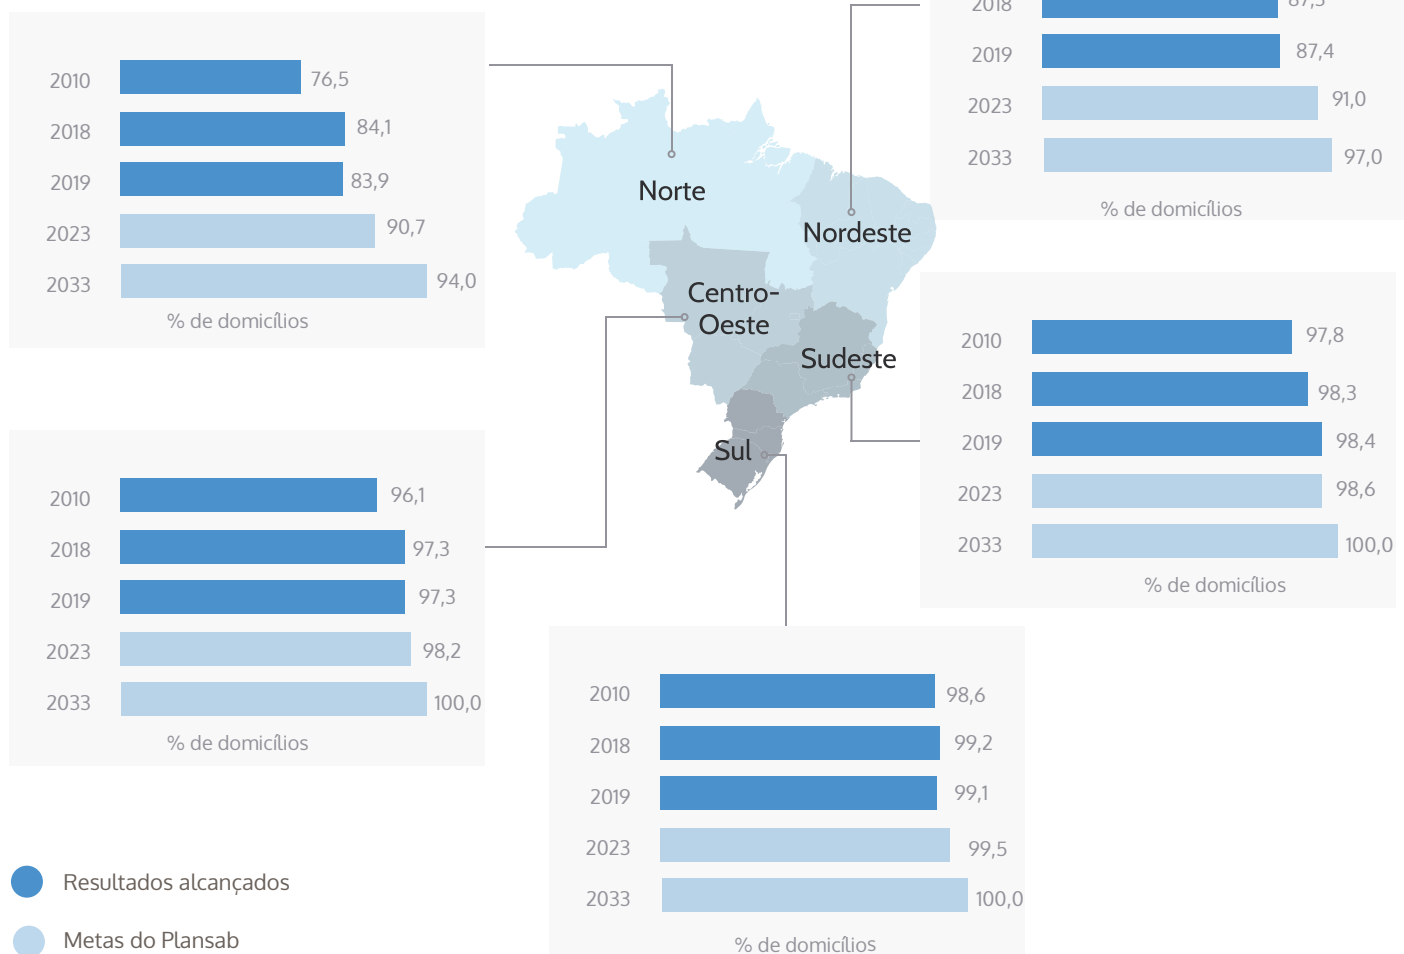 2010 76,5
2018 84,1
2019 83,9
2023 90,7
2033 94,0
% de domicílios
2018 87,3
2019 87,4
2023 91,0
2033 97,0
% de domicílios
Norte
Nordeste
Centro-
Oeste
Sudeste
Sul
2010 97,8
2018 98,3
2019 98,4
2023 98,6
2033 100,0
% de domicílios
2010 96,1
2018 97,3
2019 97,3
2023 98,2
2033 100,0
% de domicílios
2010 98,6
2018 99,2
2019 99,1
2023 99,5
2033 100,0
% de domicílios
Resultados alcançados
Metas do Plansab